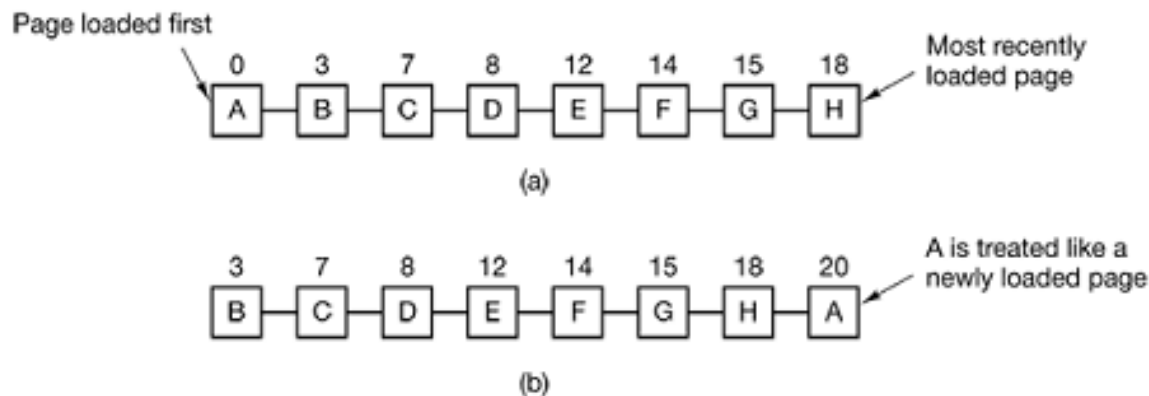 Page loaded first
0 3 7 8 12 14 15 18
A B C D E F G H
Most recently
loaded page
(a)
3 7 8 12 14 15 18 20
B C D E F G H A
A is treated like a
newly loaded page
(b)